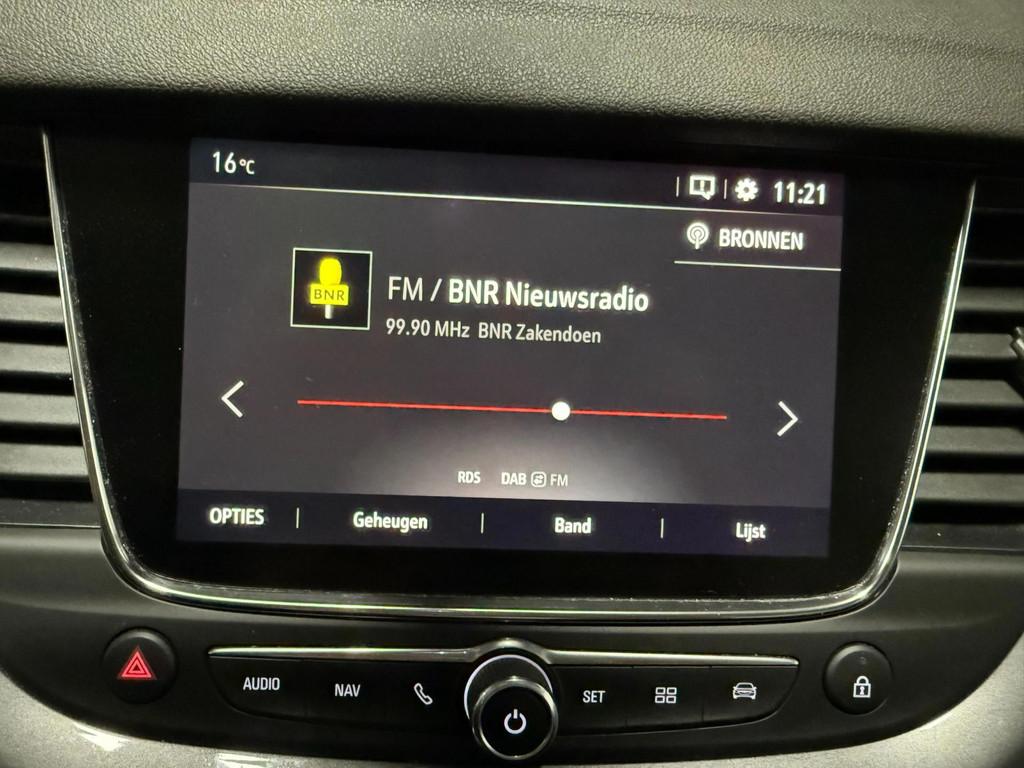 16°C
11:21
BRONNEN
BNR
FM / BNR Nieuwsradio
99.90 MHz BNR Zakendoen
RDS DAB FM
OPTIES Geheugen Band Lijst
AUDIO NAV SET